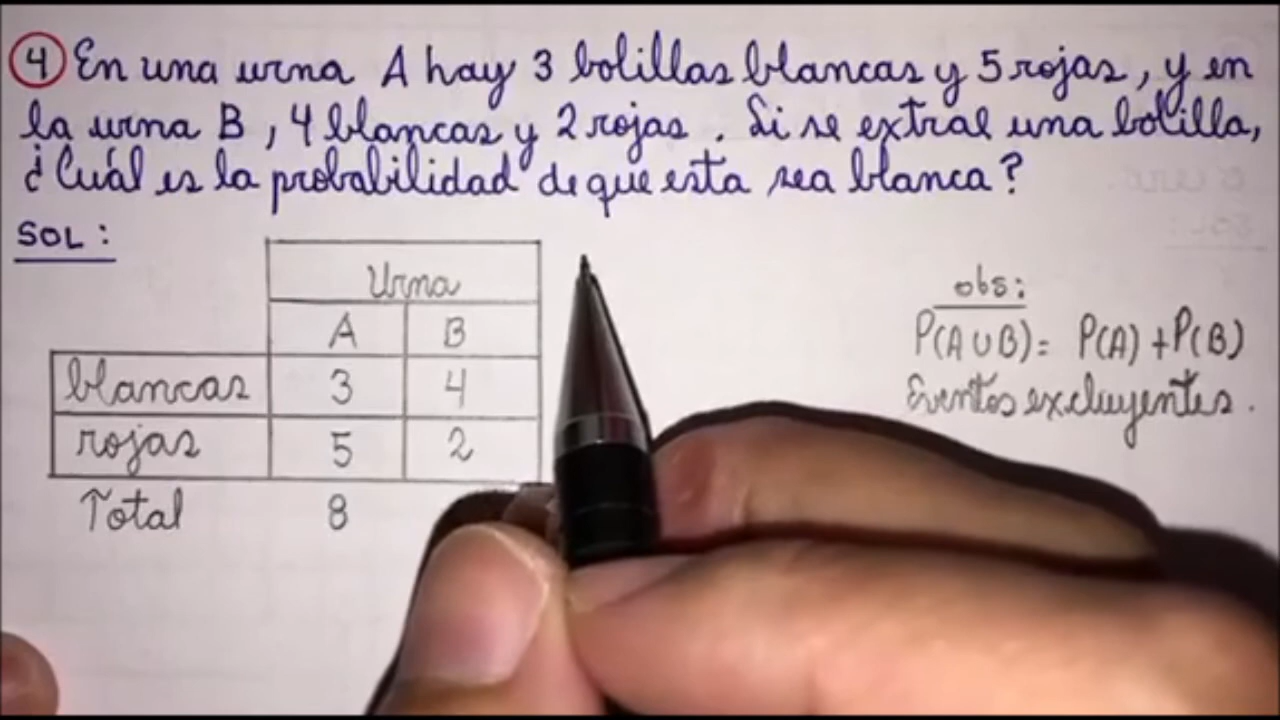 4 En una urna A hay 3 bolillas blancas y 5 rojas, y en
la urna B, 4 blancas y 2 rojas. Si se extrae una bolilla,
¿Cuál es la probabilidad de que esta sea blanca?
SOL:
Urna
A B
blancas 3 4
rojas 5 2
Total 8
obs:
P(A∪B)= P(A)+P(B)
Eventos excluyentes.